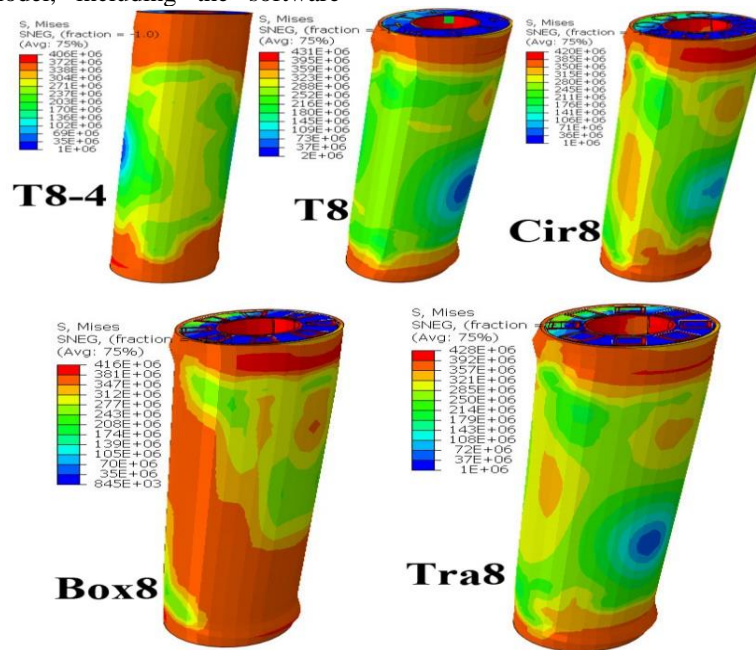 odel, including the software
S, Mises
SNEG, (fraction = -1.0)
(Avg: 75%)
406E+06
372E+06
338E+06
304E+06
271E+06
237E+06
203E+06
170E+06
136E+06
102E+06
69E+06
35E+06
1E+06
T8-4
S, Mises
SNEG, (fraction =
(Avg: 75%)
431E+06
395E+06
359E+06
323E+06
288E+06
252E+06
216E+06
180E+06
145E+06
109E+06
73E+06
37E+06
2E+06
T8
S, Mises
SNEG, (fraction =
(Avg: 75%)
420E+06
385E+06
350E+06
315E+06
280E+06
245E+06
211E+06
176E+06
141E+06
106E+06
71E+06
36E+06
1E+06
Cir8
S, Mises
SNEG, (fraction =
(Avg: 75%)
416E+06
381E+06
347E+06
312E+06
277E+06
243E+06
208E+06
174E+06
139E+06
105E+06
70E+06
35E+06
845E+03
Box8
S, Mises
SNEG, (fraction =
(Avg: 75%)
428E+06
392E+06
357E+06
321E+06
285E+06
250E+06
214E+06
179E+06
143E+06
108E+06
72E+06
37E+06
1E+06
Tra8